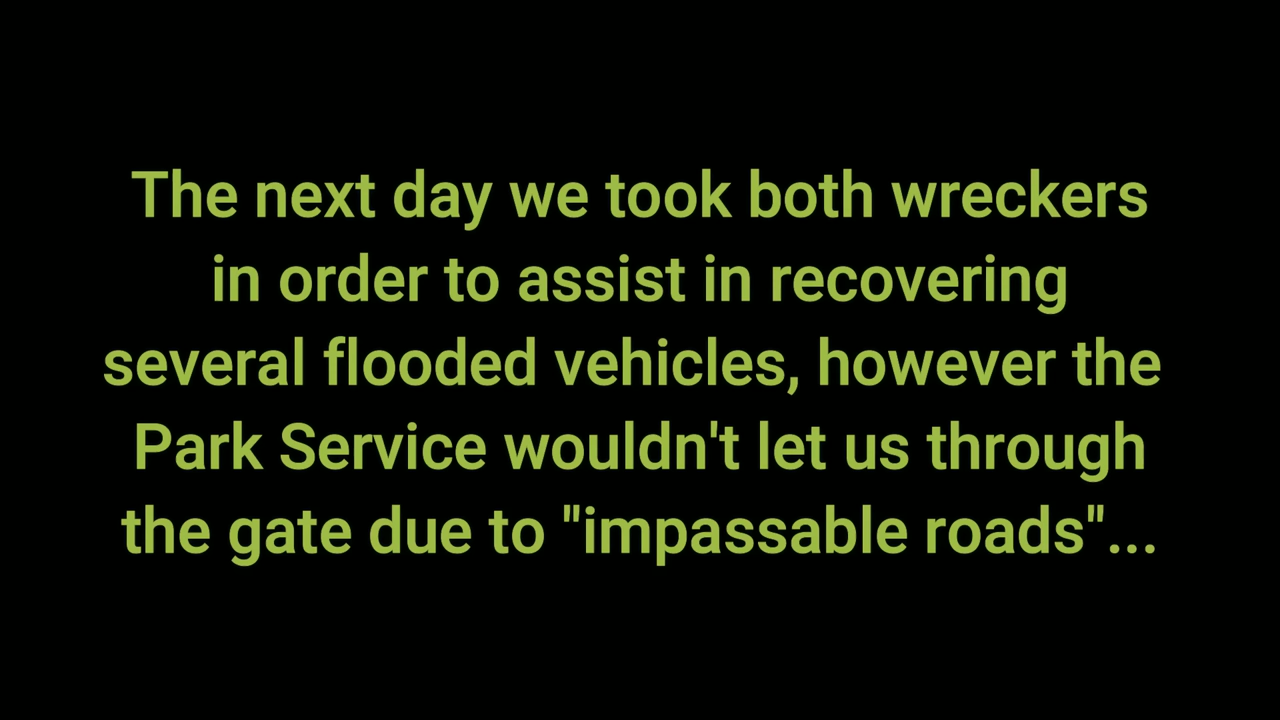 The next day we took both wreckers
in order to assist in recovering
several flooded vehicles, however the
Park Service wouldn't let us through
the gate due to "impassable roads"...